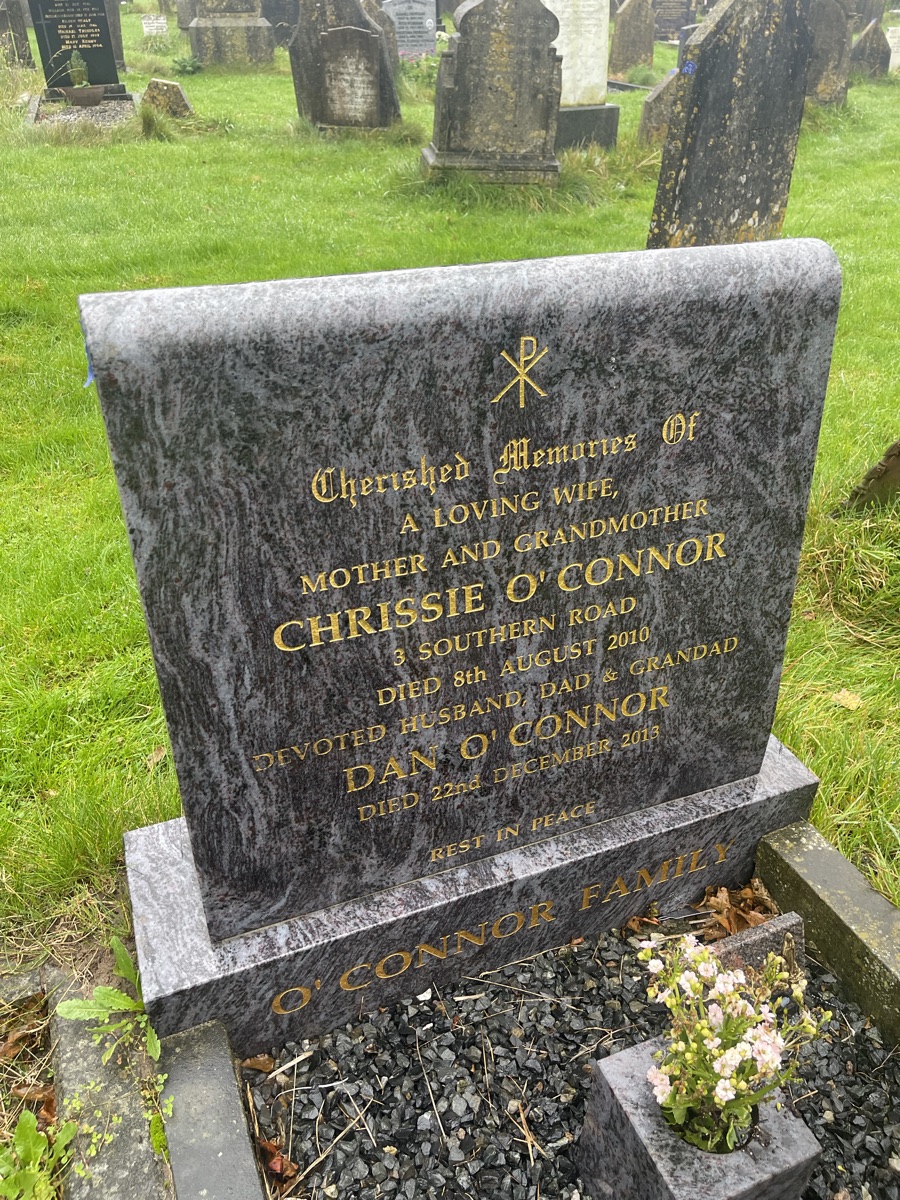 Cherished Memories Of
A LOVING WIFE,
MOTHER AND GRANDMOTHER
CHRISSIE O'CONNOR
3 SOUTHERN ROAD
DIED 8th AUGUST 2010
DEVOTED HUSBAND, DAD & GRANDAD
DAN O'CONNOR
DIED 22nd DECEMBER 2013
REST IN PEACE
O'CONNOR FAMILY